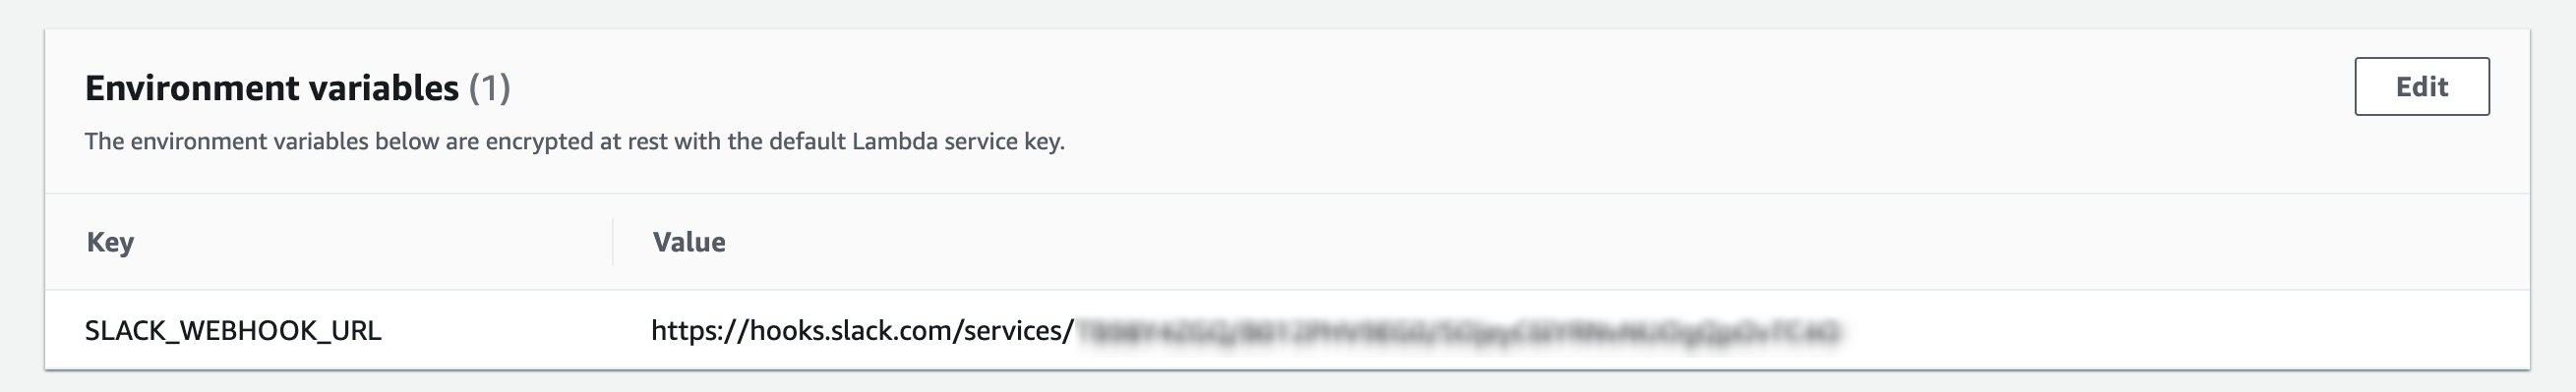 Environment variables (1)
Edit
The environment variables below are encrypted at rest with the default Lambda service key.
Key Value
SLACK_WEBHOOK_URL https://hooks.slack.com/services/